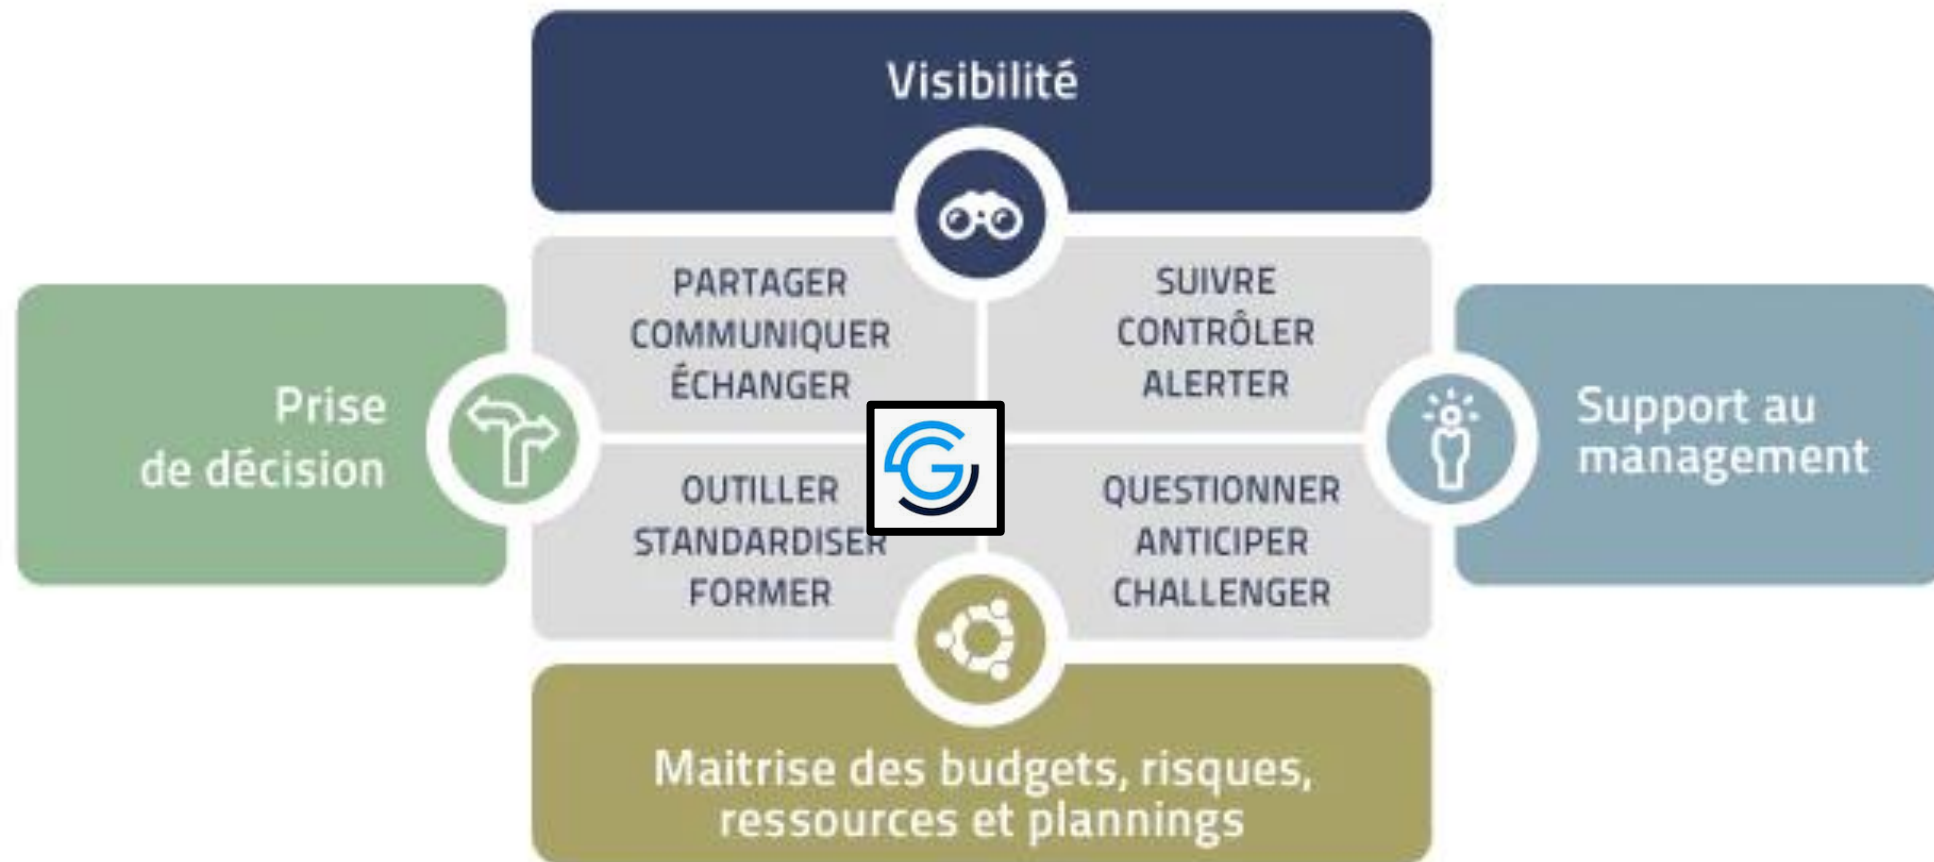 Visibilité
PARTAGER
COMMUNIQUER
ÉCHANGER
SUIVRE
CONTRÔLER
ALERTER
Prise
de décision
Support au
management
OUTILLER
STANDARDISER
FORMER
QUESTIONNER
ANTICIPER
CHALLENGER
Maitrise des budgets, risques,
ressources et plannings